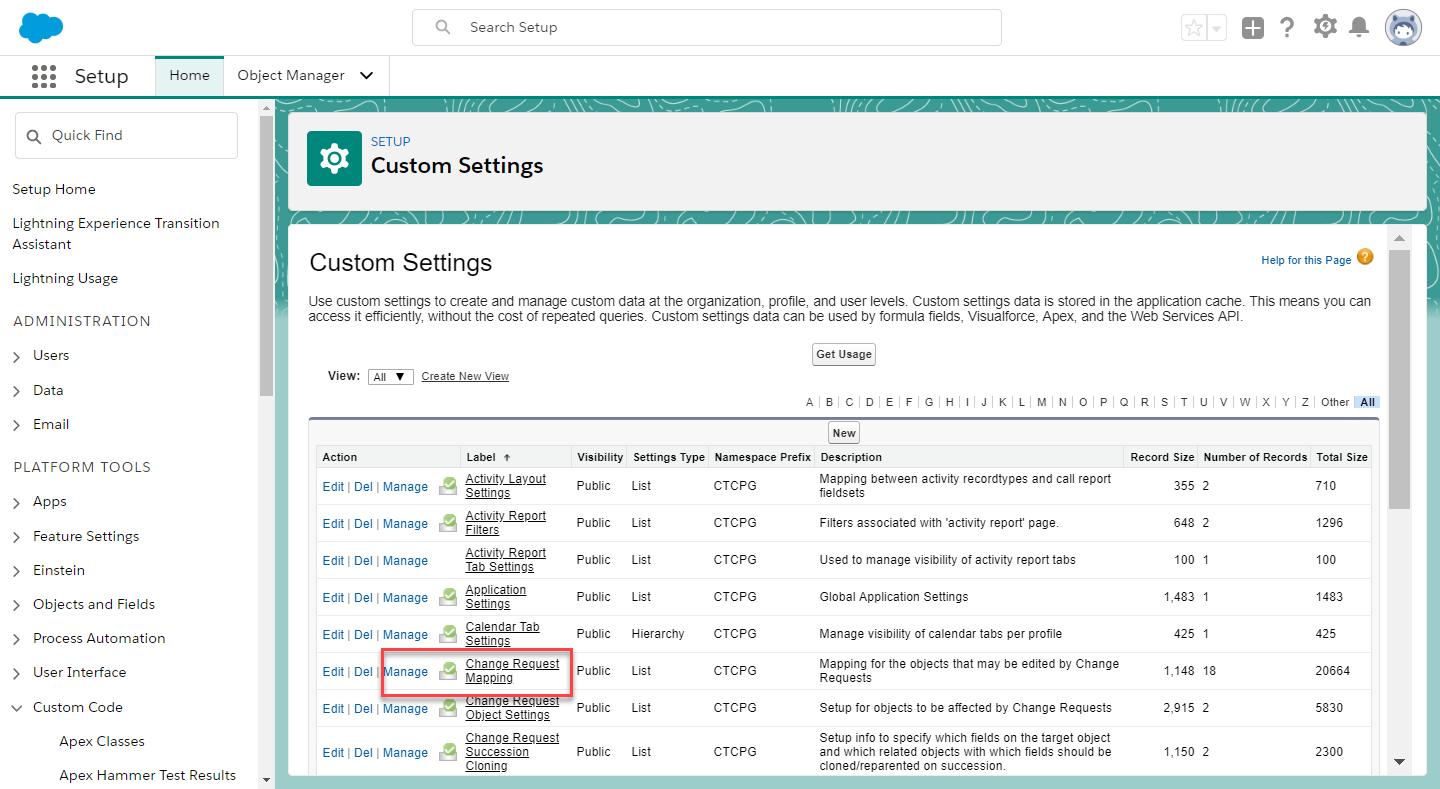 Search Setup
Setup
Home
Object Manager
Quick Find
Setup Home
Lightning Experience Transition
Assistant
Lightning Usage
ADMINISTRATION
Users
Data
Email
PLATFORM TOOLS
Apps
Feature Settings
Einstein
Objects and Fields
Process Automation
User Interface
Custom Code
Apex Classes
Apex Hammer Test Results
SETUP
Custom Settings
Custom Settings
Help for this Page ?
Use custom settings to create and manage custom data at the organization, profile, and user levels. Custom settings data is stored in the application cache. This means you can
access it efficiently, without the cost of repeated queries. Custom settings data can be used by formula fields, Visualforce, Apex, and the Web Services API.
Get Usage
View: All ▼ Create New View
A | B | C | D | E | F | G | H | I | J | K | L | M | N | O | P | Q | R | S | T | U | V | W | X | Y | Z | Other | All
New
Action Label ↑ Visibility Settings Type Namespace Prefix Description Record Size Number of Records Total Size
Edit | Del | Manage Activity Layout Settings Public List CTCPG Mapping between activity recordtypes and call report fieldsets 355 2 710
Edit | Del | Manage Activity Report Filters Public List CTCPG Filters associated with 'activity report' page. 648 2 1296
Edit | Del | Manage Activity Report Tab Settings Public List CTCPG Used to manage visibility of activity report tabs 100 1 100
Edit | Del | Manage Application Settings Public List CTCPG Global Application Settings 1,483 1 1483
Edit | Del | Manage Calendar Tab Settings Public Hierarchy CTCPG Manage visibility of calendar tabs per profile 425 1 425
Edit | Del | Manage Change Request Mapping Public List CTCPG Mapping for the objects that may be edited by Change Requests 1,148 18 20664
Edit | Del | Manage Change Request Object Settings Public List CTCPG Setup for objects to be affected by Change Requests 2,915 2 5830
Edit | Del | Manage Change Request Succession Cloning Public List CTCPG Setup info to specify which fields on the target object and which related objects with which fields should be cloned/reparented on succession. 1,150 2 2300